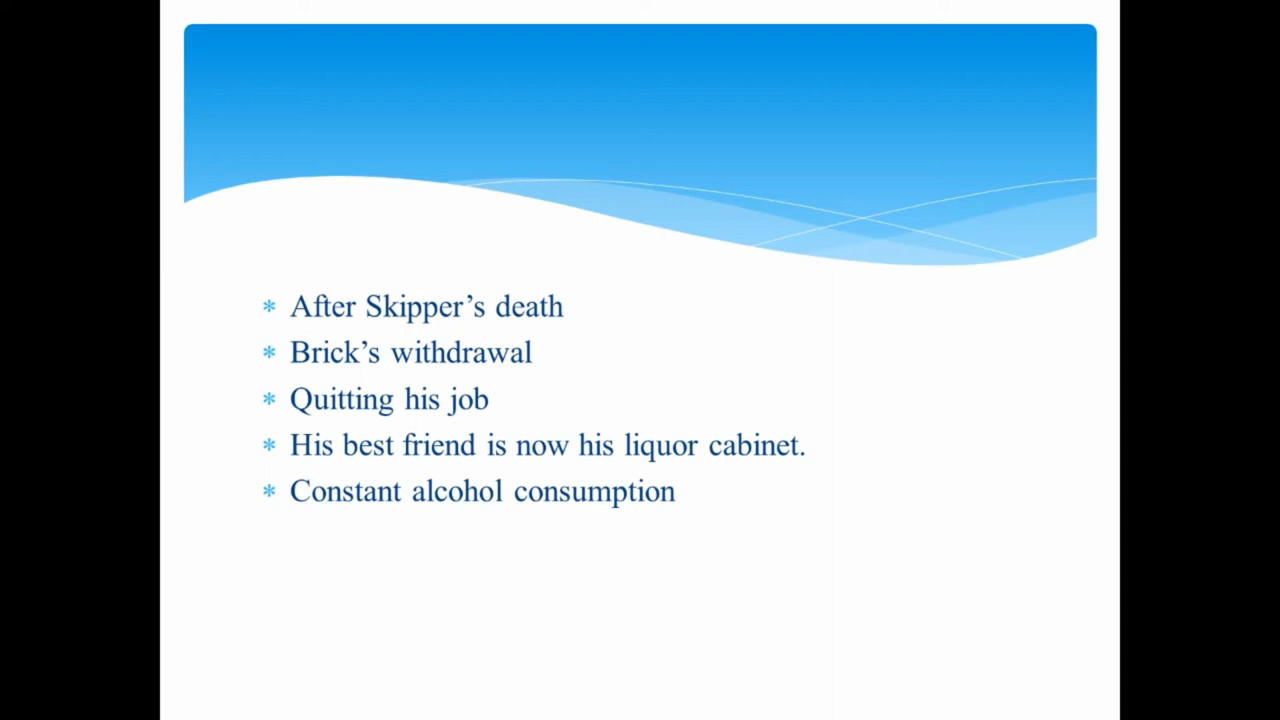 * After Skipper’s death
* Brick’s withdrawal
* Quitting his job
* His best friend is now his liquor cabinet.
* Constant alcohol consumption